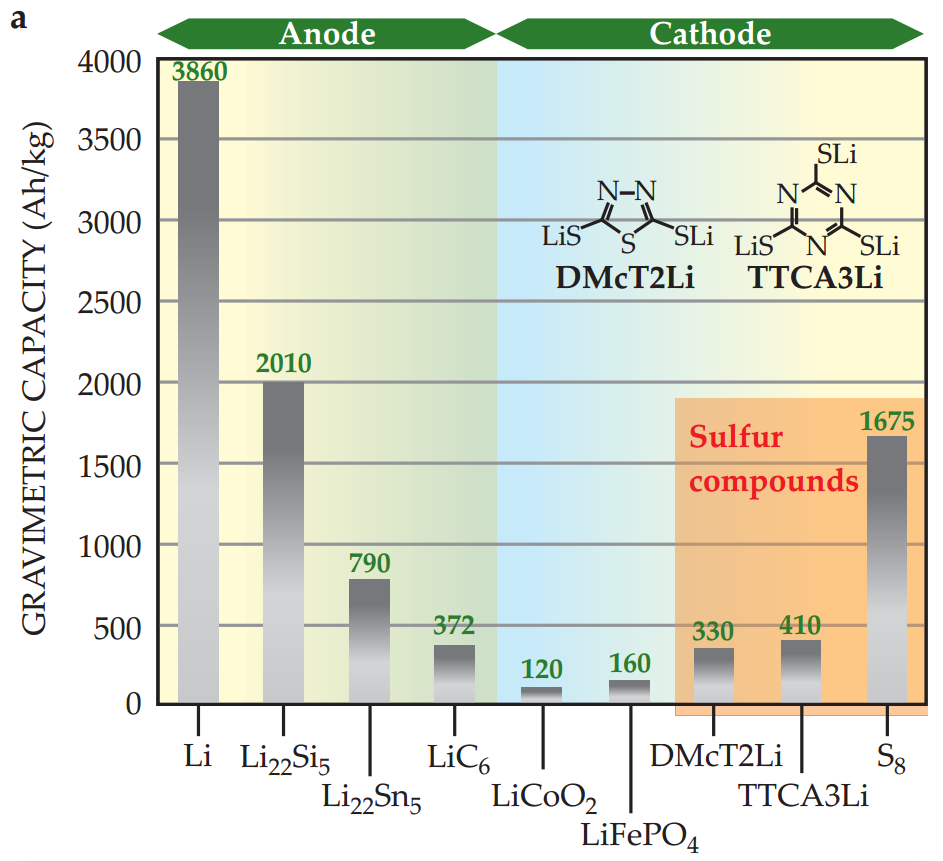 a
Anode
Cathode
GRAVIMETRIC CAPACITY (Ah/kg)
4000
3500
3000
2500
2000
1500
1000
500
0
3860
2010
790
372
120
160
330
410
1675
N–N
LiS
S
SLi
DMcT2Li
SLi
N
N
LiS
N
SLi
TTCA3Li
Sulfur
compounds
Li
Li₂₂Si₅
Li₂₂Sn₅
LiC₆
LiCoO₂
LiFePO₄
DMcT2Li
TTCA3Li
S₈